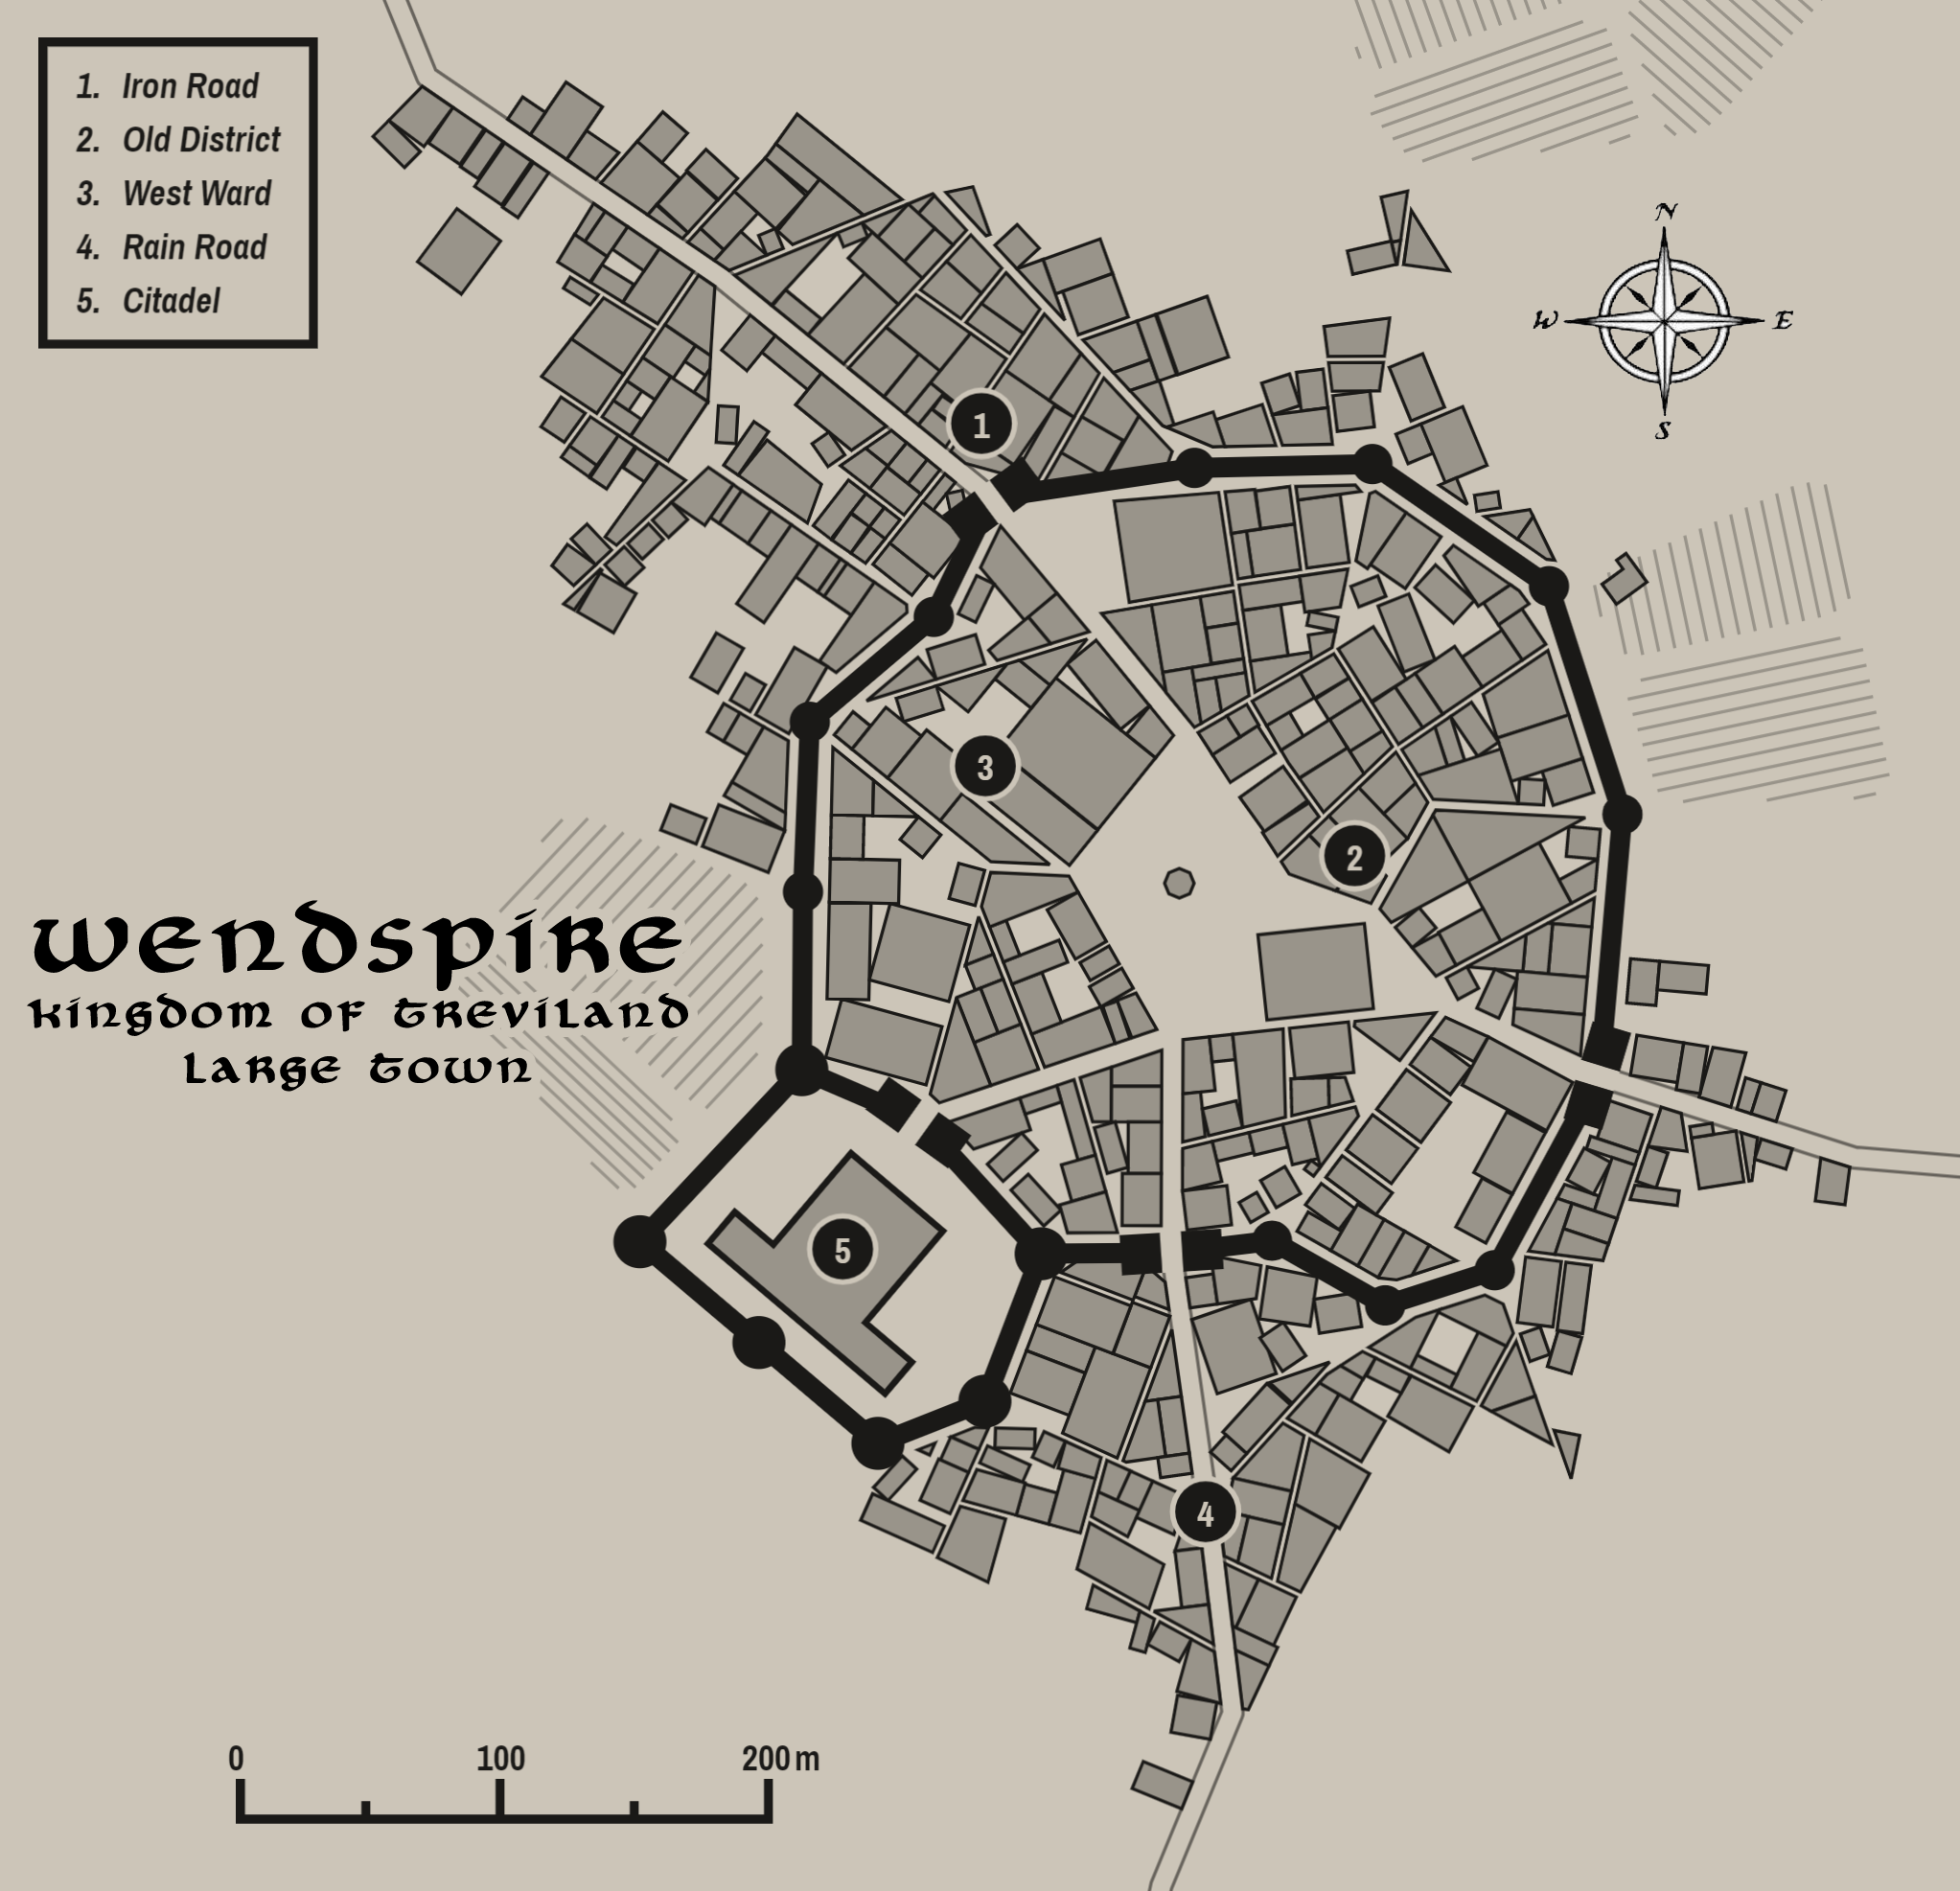 1. Iron Road
2. Old District
3. West Ward
4. Rain Road
5. Citadel
N
W E
S
1
3
2
wendspire
kingdom of treviland
large town
5
4
0 100 200 m